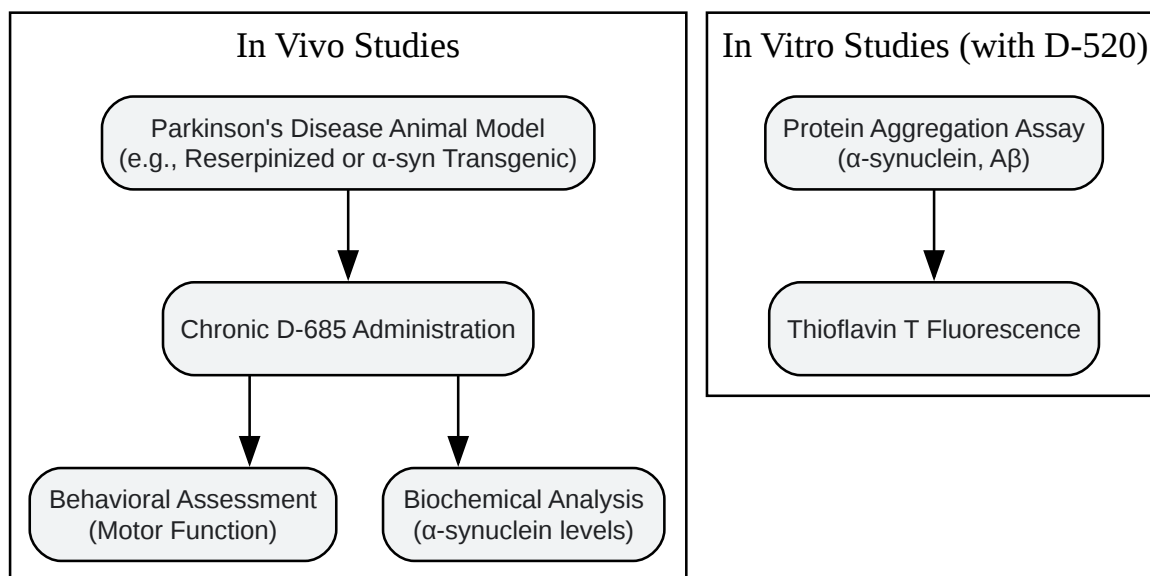 In Vivo Studies
Parkinson's Disease Animal Model
(e.g., Reserpinized or α-syn Transgenic)
Chronic D-685 Administration
Behavioral Assessment
(Motor Function)
Biochemical Analysis
(α-synuclein levels)
In Vitro Studies (with D-520)
Protein Aggregation Assay
(α-synuclein, Aβ)
Thioflavin T Fluorescence